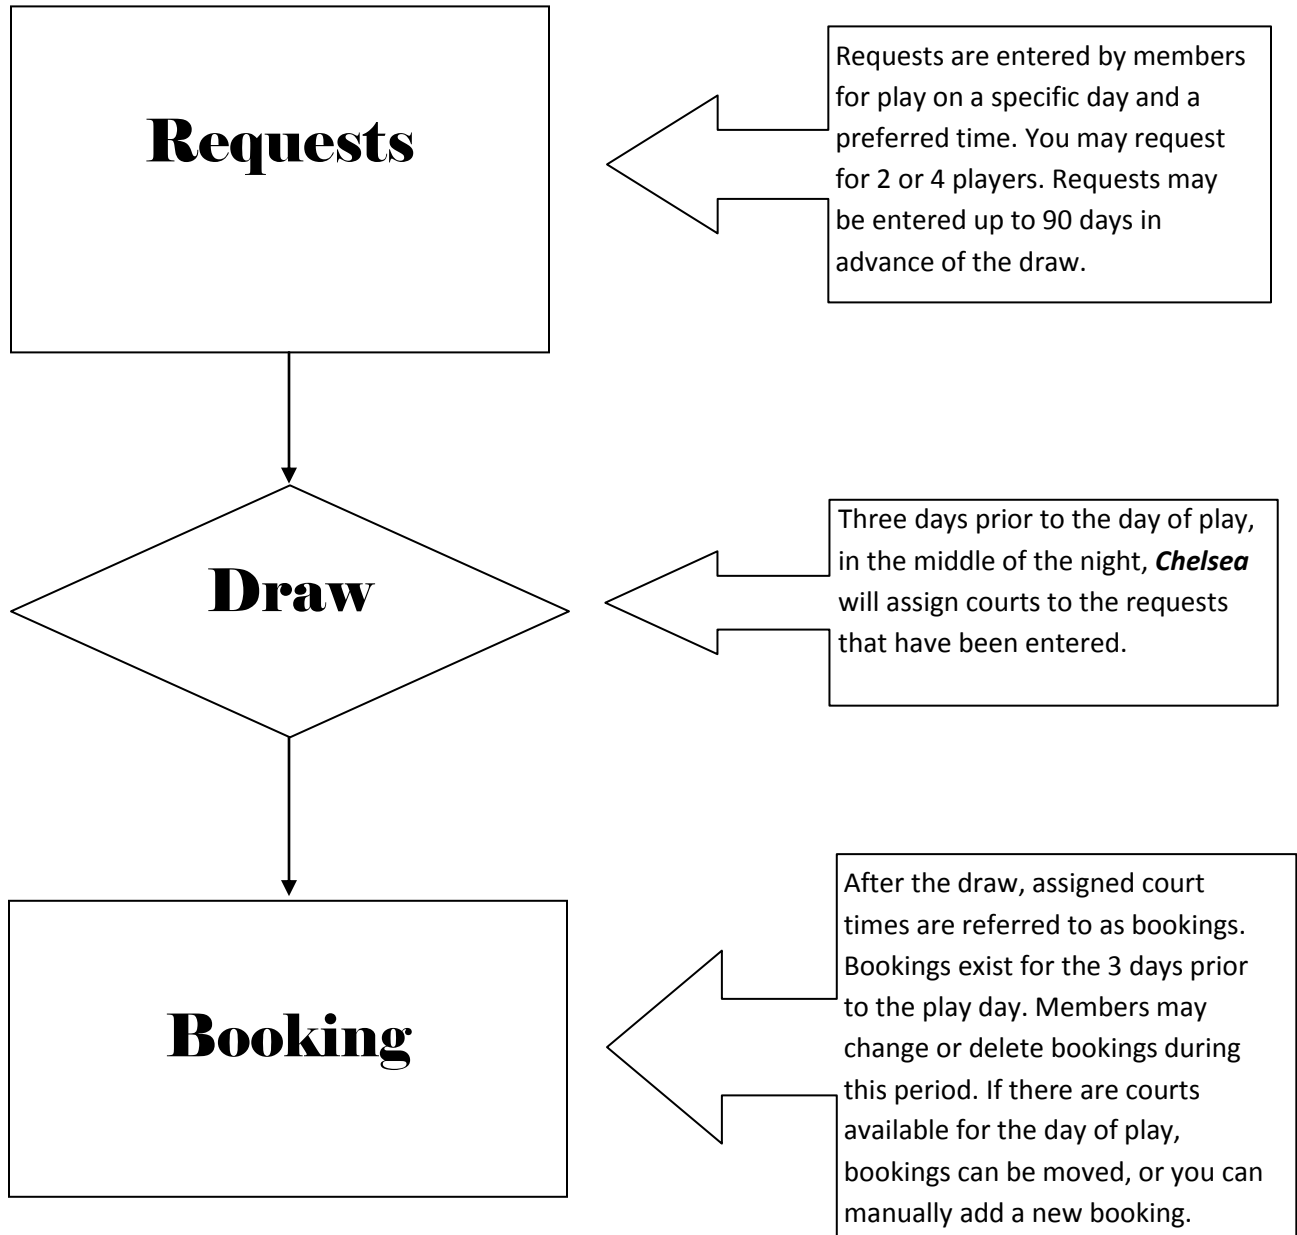 Requests
Requests are entered by members
for play on a specific day and a
preferred time. You may request
for 2 or 4 players. Requests may
be entered up to 90 days in
advance of the draw.
Draw
Three days prior to the day of play,
in the middle of the night, Chelsea
will assign courts to the requests
that have been entered.
Booking
After the draw, assigned court
times are referred to as bookings.
Bookings exist for the 3 days prior
to the play day. Members may
change or delete bookings during
this period. If there are courts
available for the day of play,
bookings can be moved, or you can
manually add a new booking.